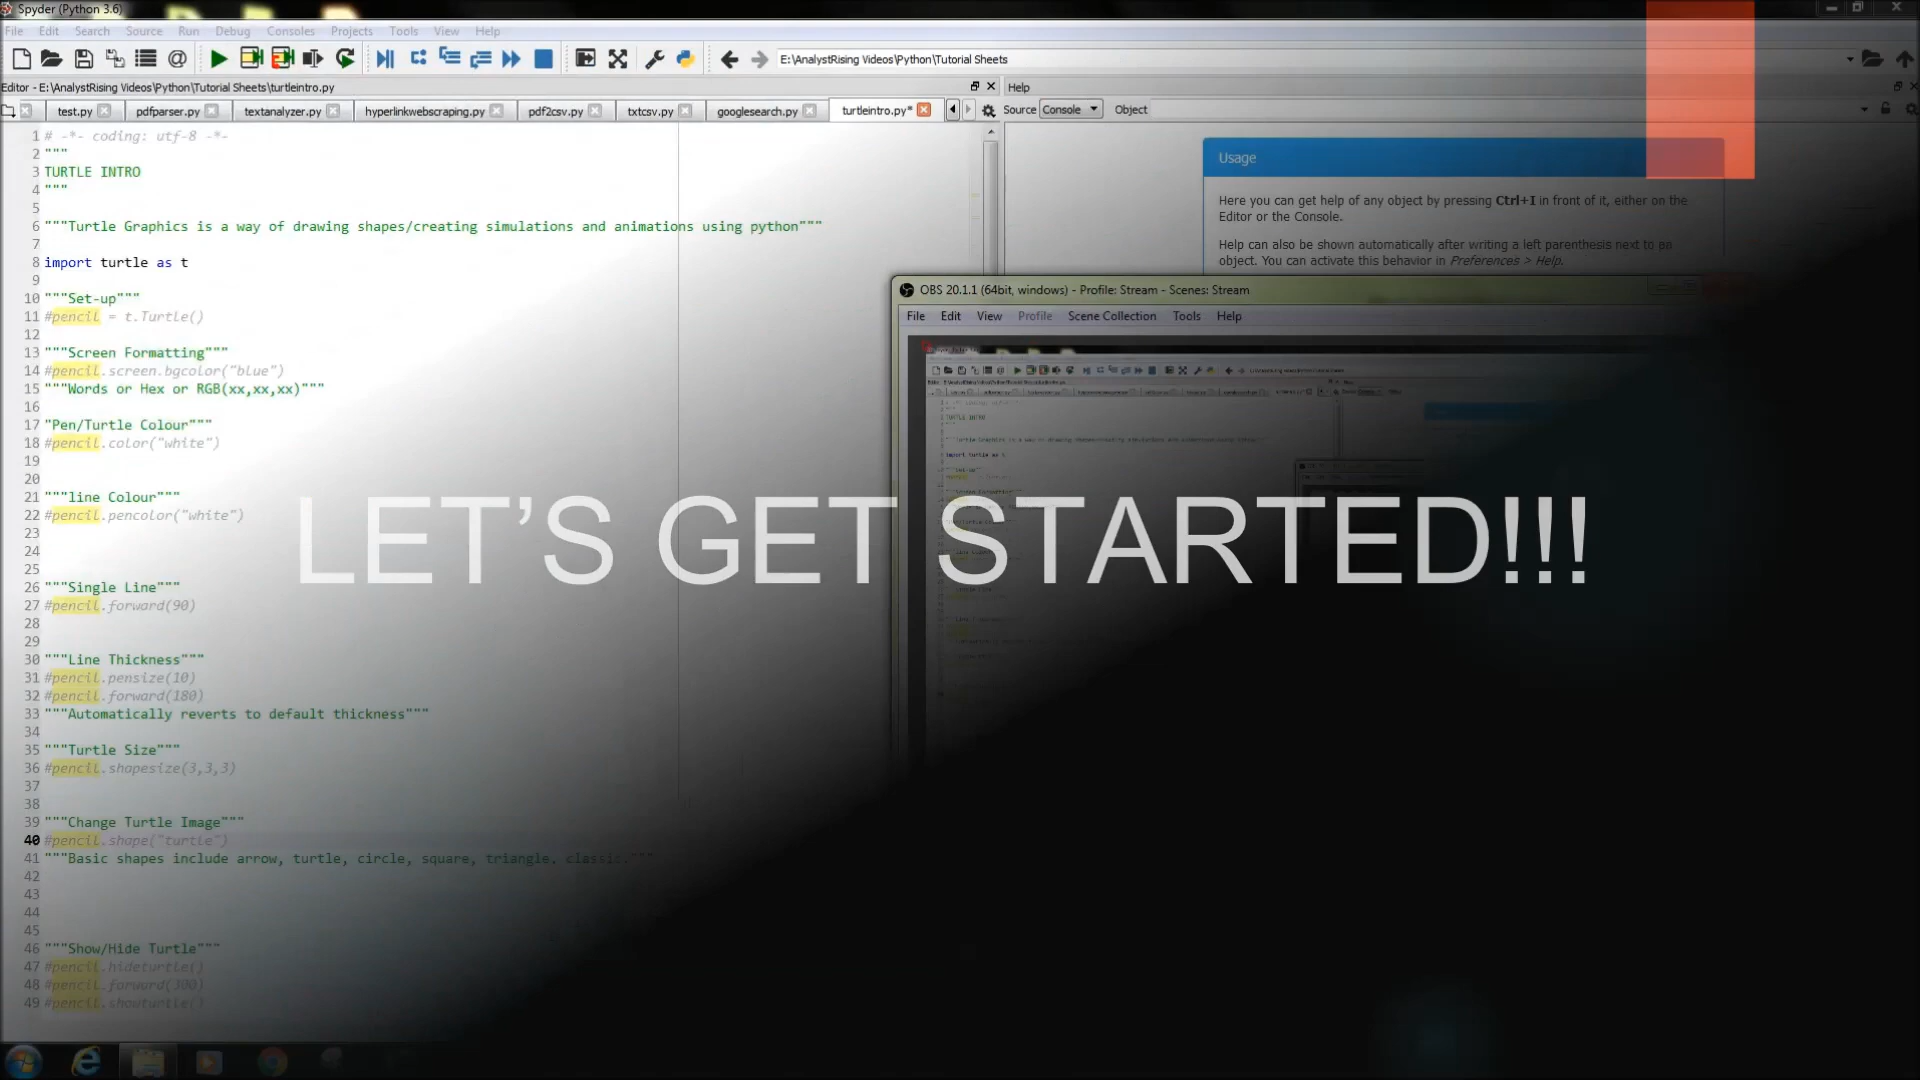 Spyder (Python 3.6)
File Edit Search Source Run Debug Consoles Projects Tools View Help
E:\AnalystRising Videos\Python\Tutorial Sheets
Editor - E:\AnalystRising Videos\Python\Tutorial Sheets\turtleintro.py
Help
test.py pdfparser.py textanalyzer.py hyperlinkwebscraping.py pdf2csv.py txtcsv.py googlesearch.py turtleintro.py*
Source Console Object
1 # -*- coding: utf-8 -*-
2 """
3 TURTLE INTRO
4 """
5
6 """Turtle Graphics is a way of drawing shapes/creating simulations and animations using python"""
7
8 import turtle as t
9
10 """Set-up"""
11 #pencil = t.Turtle()
12
13 """Screen Formatting"""
14 #pencil.screen.bgcolor("blue")
15 """Words or Hex or RGB(xx,xx,xx)"""
16
17 "Pen/Turtle Colour"""
18 #pencil.color("white")
19
20
21 """line Colour"""
22 #pencil.pencolor("white")
23
24
25
26 """Single Line"""
27 #pencil.forward(90)
28
29
30 """Line Thickness"""
31 #pencil.pensize(10)
32 #pencil.forward(180)
33 """Automatically reverts to default thickness"""
34
35 """Turtle Size"""
36 #pencil.shapesize(3,3,3)
37
38
39 """Change Turtle Image"""
40 #pencil.shape("turtle")
41 """Basic shapes include arrow, turtle, circle, square, triangle, classic."""
42
43
44
45
46 """Show/Hide Turtle"""
47 #pencil.hideturtle()
48 #pencil.forward(300)
49 #pencil.showturtle()
Usage
Here you can get help of any object by pressing Ctrl+I in front of it, either on the
Editor or the Console.
Help can also be shown automatically after writing a left parenthesis next to an
object. You can activate this behavior in Preferences > Help.
OBS 20.1.1 (64bit, windows) - Profile: Stream - Scenes: Stream
File Edit View Profile Scene Collection Tools Help
TURTLE INTRO
import turtle as t
LET’S GET STARTED!!!